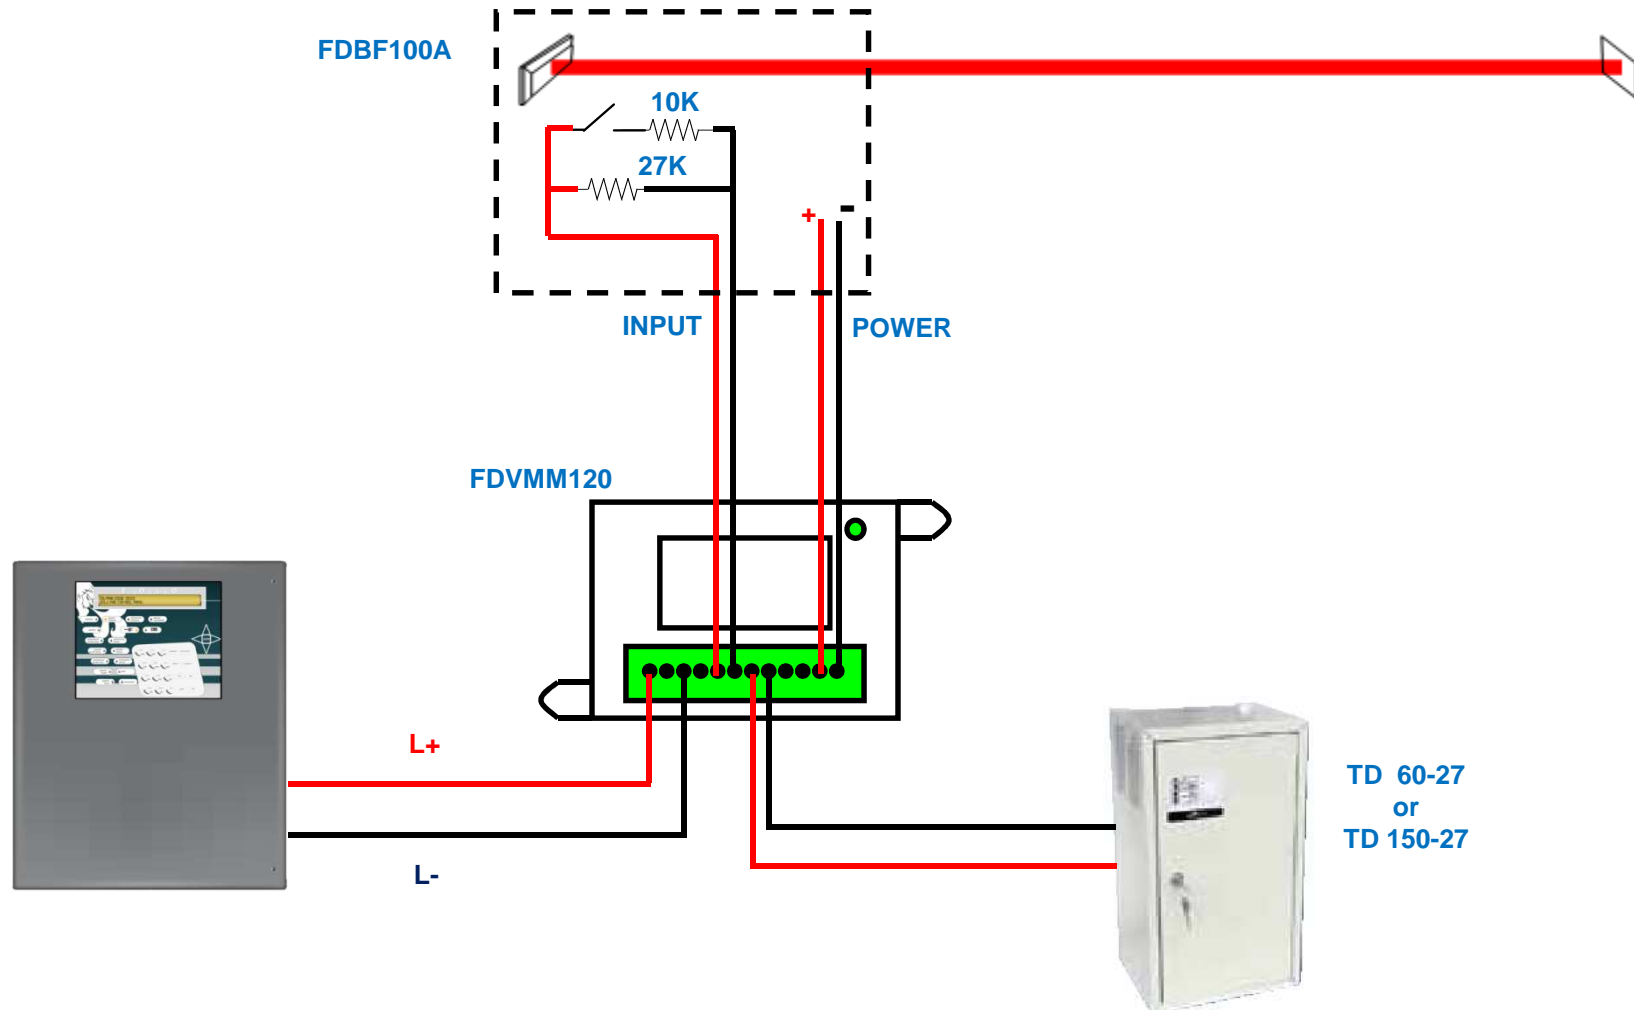 FDBF100A
10K
27K
+ -
INPUT
POWER
FDVMM120
L+
L-
TD 60-27
or
TD 150-27